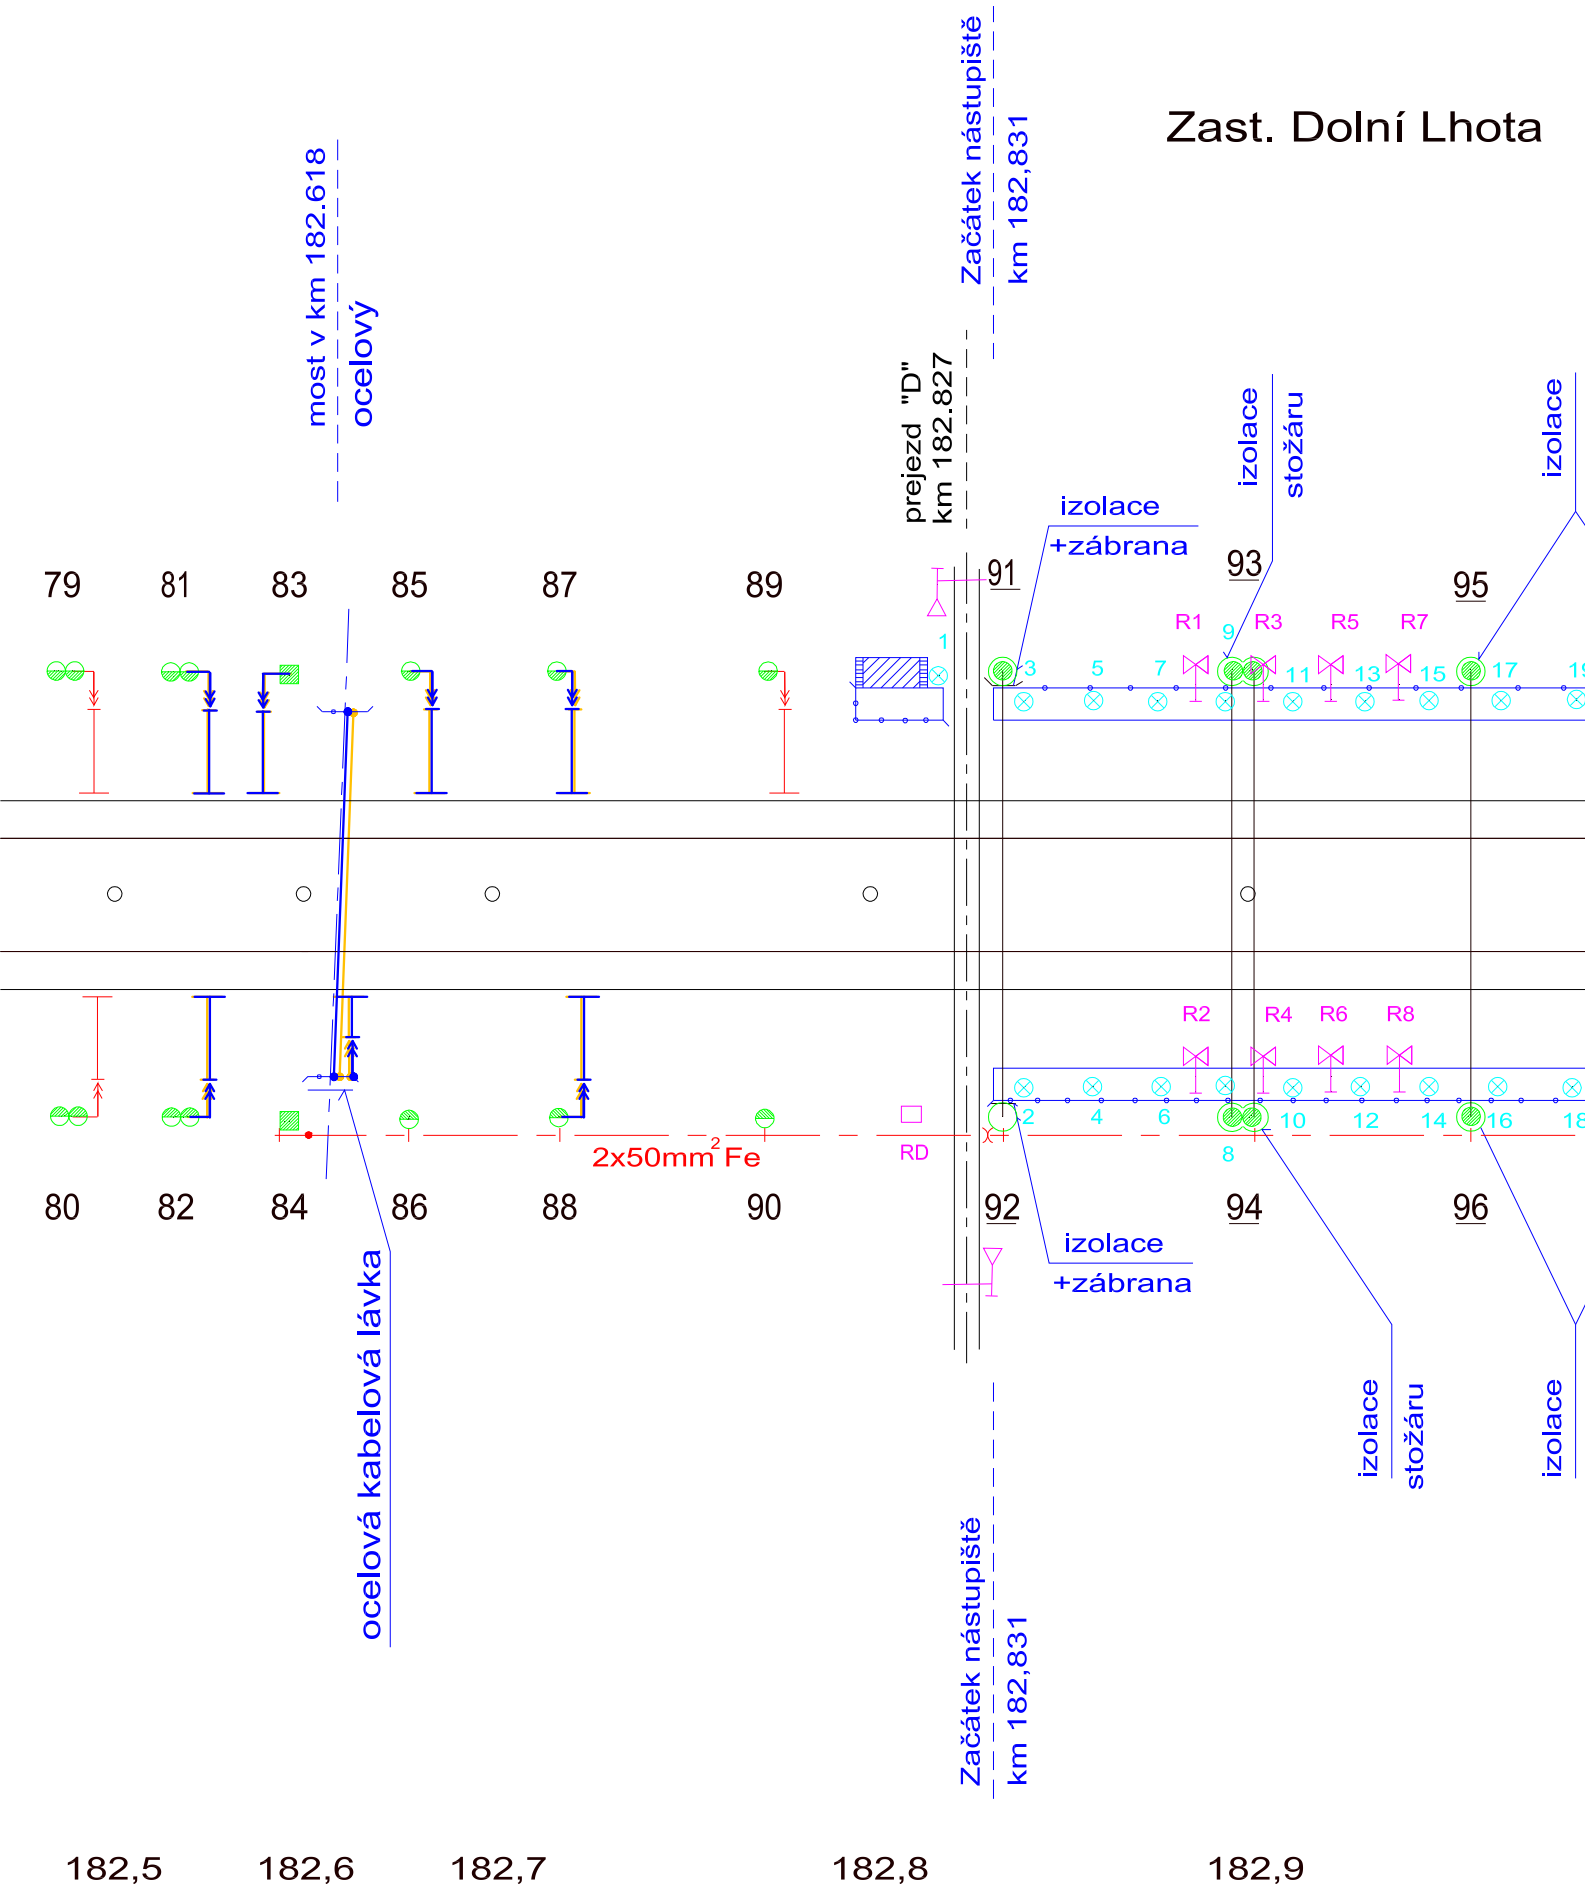 Zast. Dolní Lhota
most v km 182.618
ocelový
Začátek nástupiště
km 182,831
prejezd "D"
km 182.827
izolace
+zábrana
izolace
stožáru
izolace
79
81
83
85
87
89
91
93
95
R1
R3
R5
R7
1
3
5
7
9
11
13
15
17
19
R2
R4
R6
R8
2
4
6
8
10
12
14
16
18
RD
2x50mm² Fe
80
82
84
86
88
90
92
94
96
izolace
+zábrana
ocelová kabelová lávka
izolace
stožáru
izolace
Začátek nástupiště
km 182,831
182,5
182,6
182,7
182,8
182,9